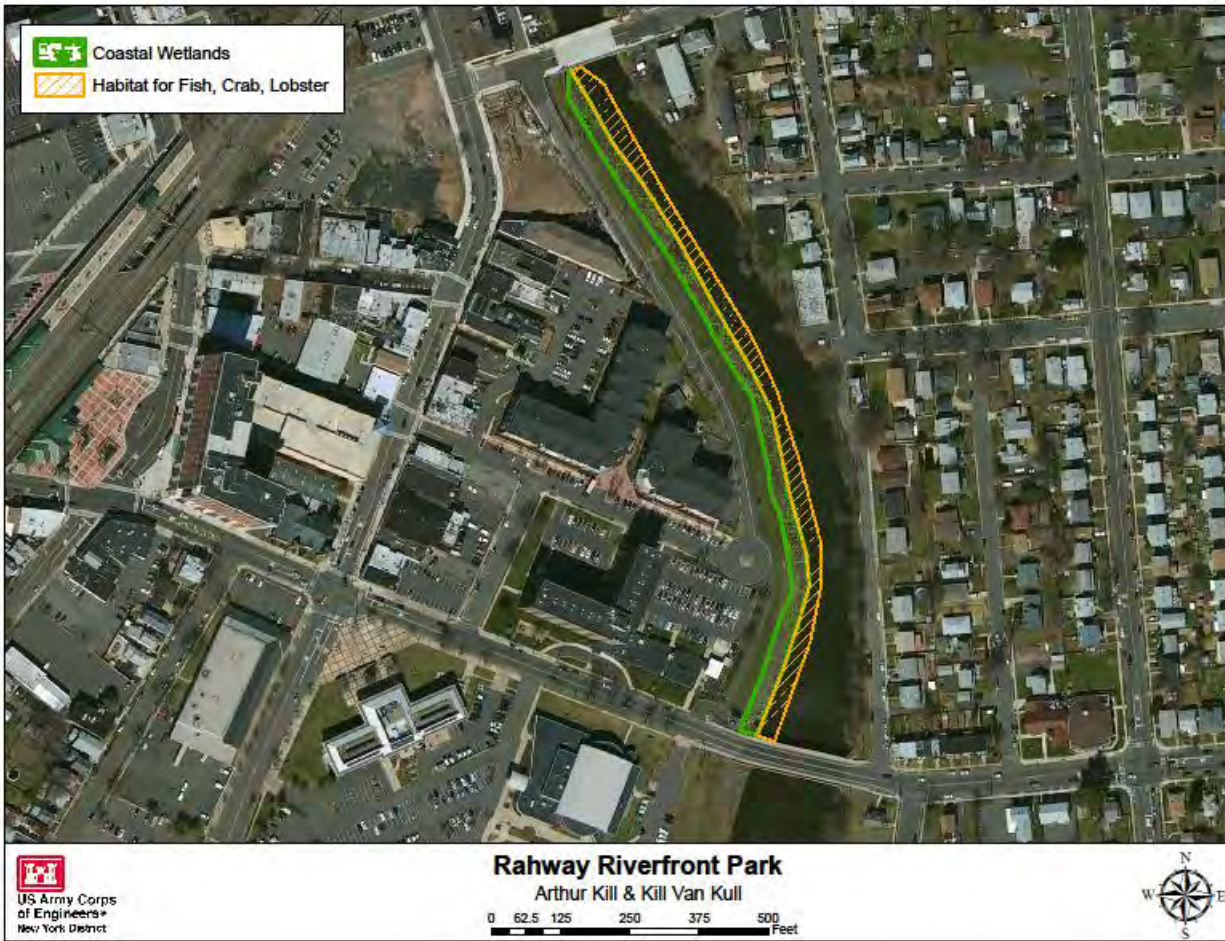 Coastal Wetlands
Habitat for Fish, Crab, Lobster
US Army Corps
of Engineers®
New York District
Rahway Riverfront Park
Arthur Kill & Kill Van Kull
0 62.5 125 250 375 500
Feet
N
W E
S